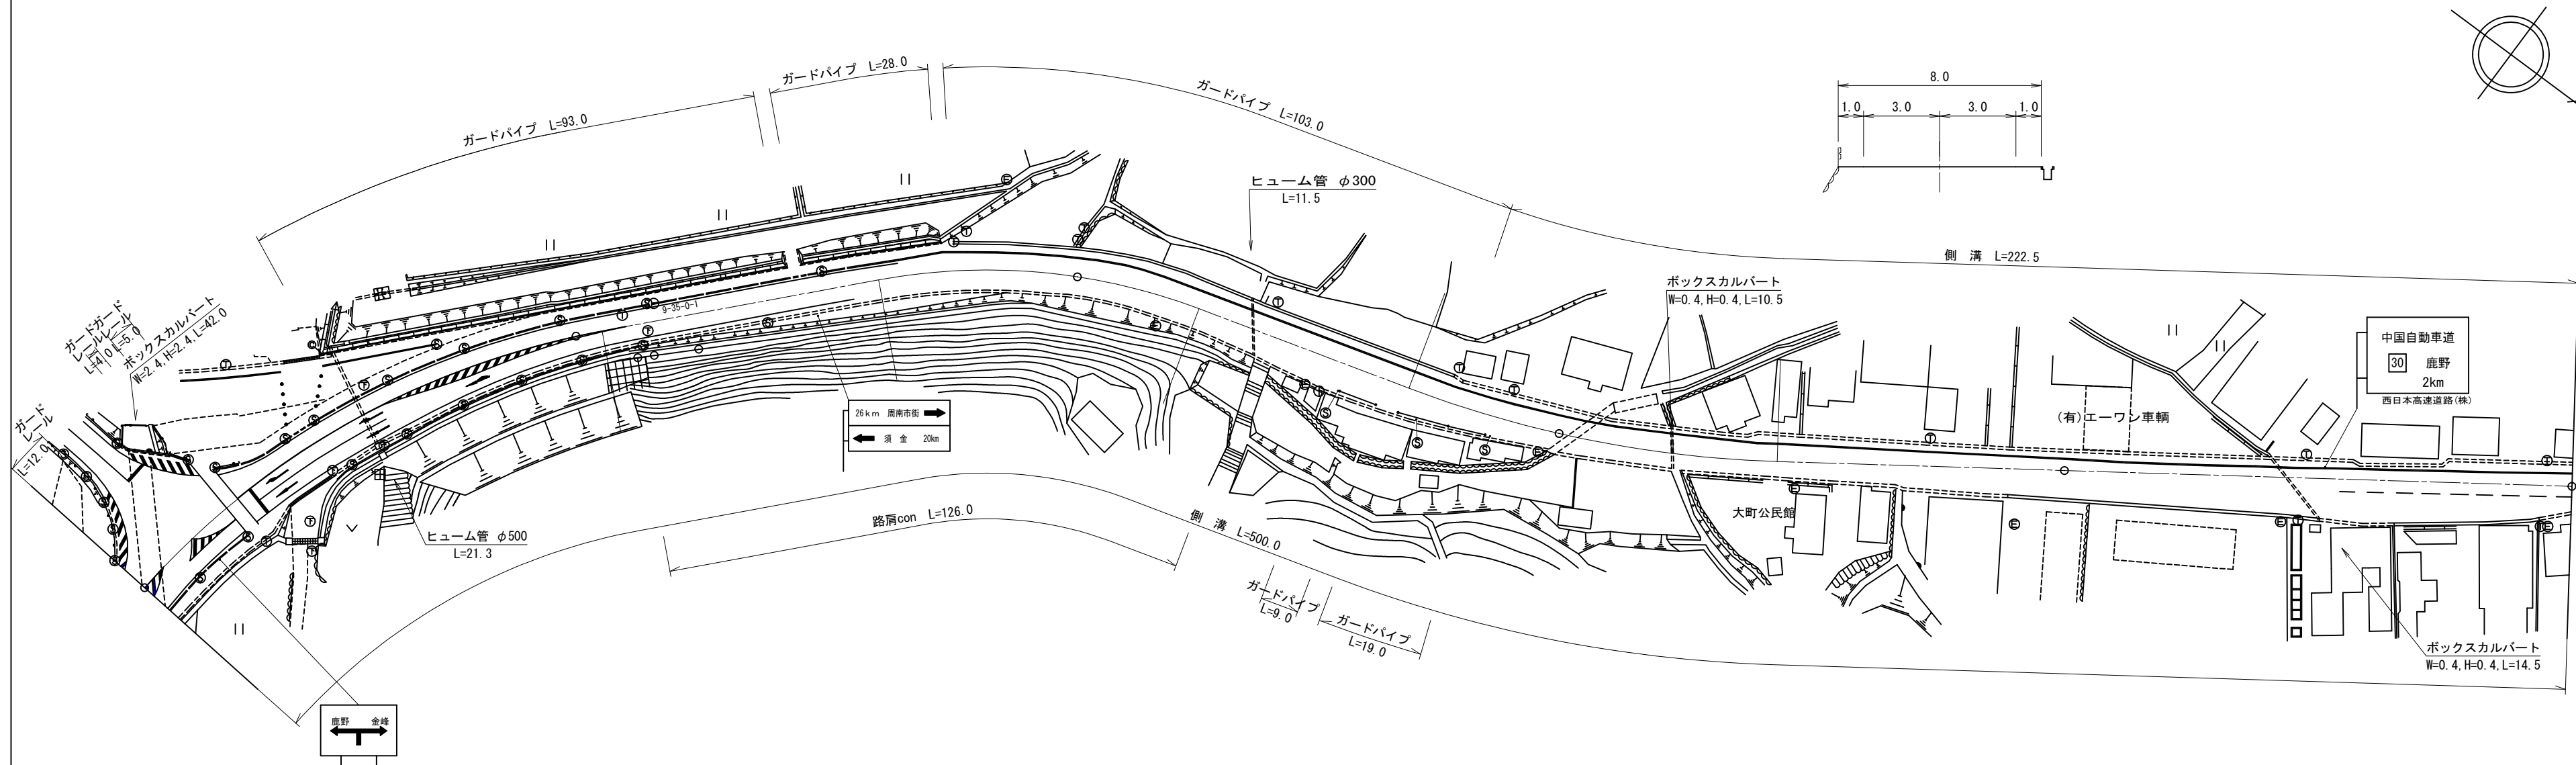 ガードパイプ L=93.0
ガードパイプ L=28.0
ガードパイプ L=103.0
側 溝 L=222.5
8.0
1.0 3.0 3.0 1.0
ヒューム管 φ300
L=11.5
ボックスカルバート
W=0.4,H=0.4,L=10.5
中国自動車道
30 鹿野
2km
西日本高速道路(株)
(有)エーワン車輌
9-35-0-1
ガード
レール
L=4.0
ガード
レール
L=5.0
ボックスカルバート
W=2.4,H=2.4,L=42.0
ガード
レール
L=12.0
26km 周南市街
須 金 20km
ヒューム管 φ500
L=21.3
路肩con L=126.0
側 溝 L=500.0
ガードパイプ
L=9.0
ガードパイプ
L=19.0
大町公民館
ボックスカルバート
W=0.4,H=0.4,L=14.5
鹿野 金峰